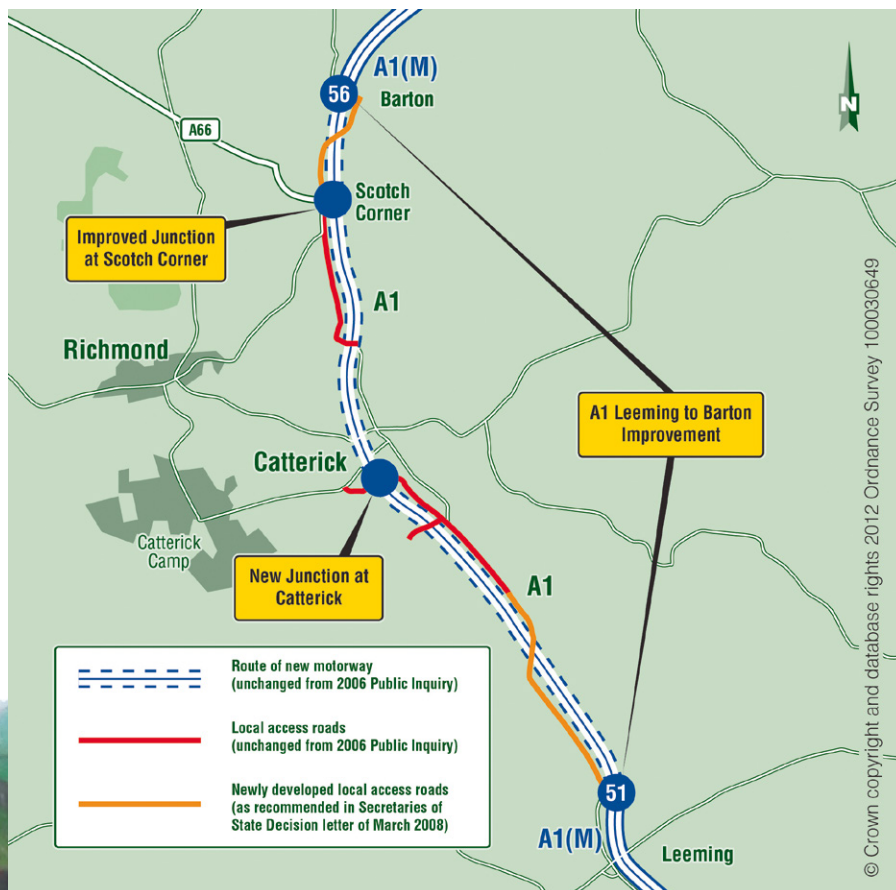 A1(M)
56
Barton
N
A66
Scotch
Corner
Improved Junction
at Scotch Corner
A1
Richmond
A1 Leeming to Barton
Improvement
Catterick
Catterick
Camp
New Junction at
Catterick
A1
Route of new motorway
(unchanged from 2006 Public Inquiry)
Local access roads
(unchanged from 2006 Public Inquiry)
Newly developed local access roads
(as recommended in Secretaries of
State Decision letter of March 2008)
51
A1(M)
Leeming
© Crown copyright and database rights 2012 Ordnance Survey 100030649